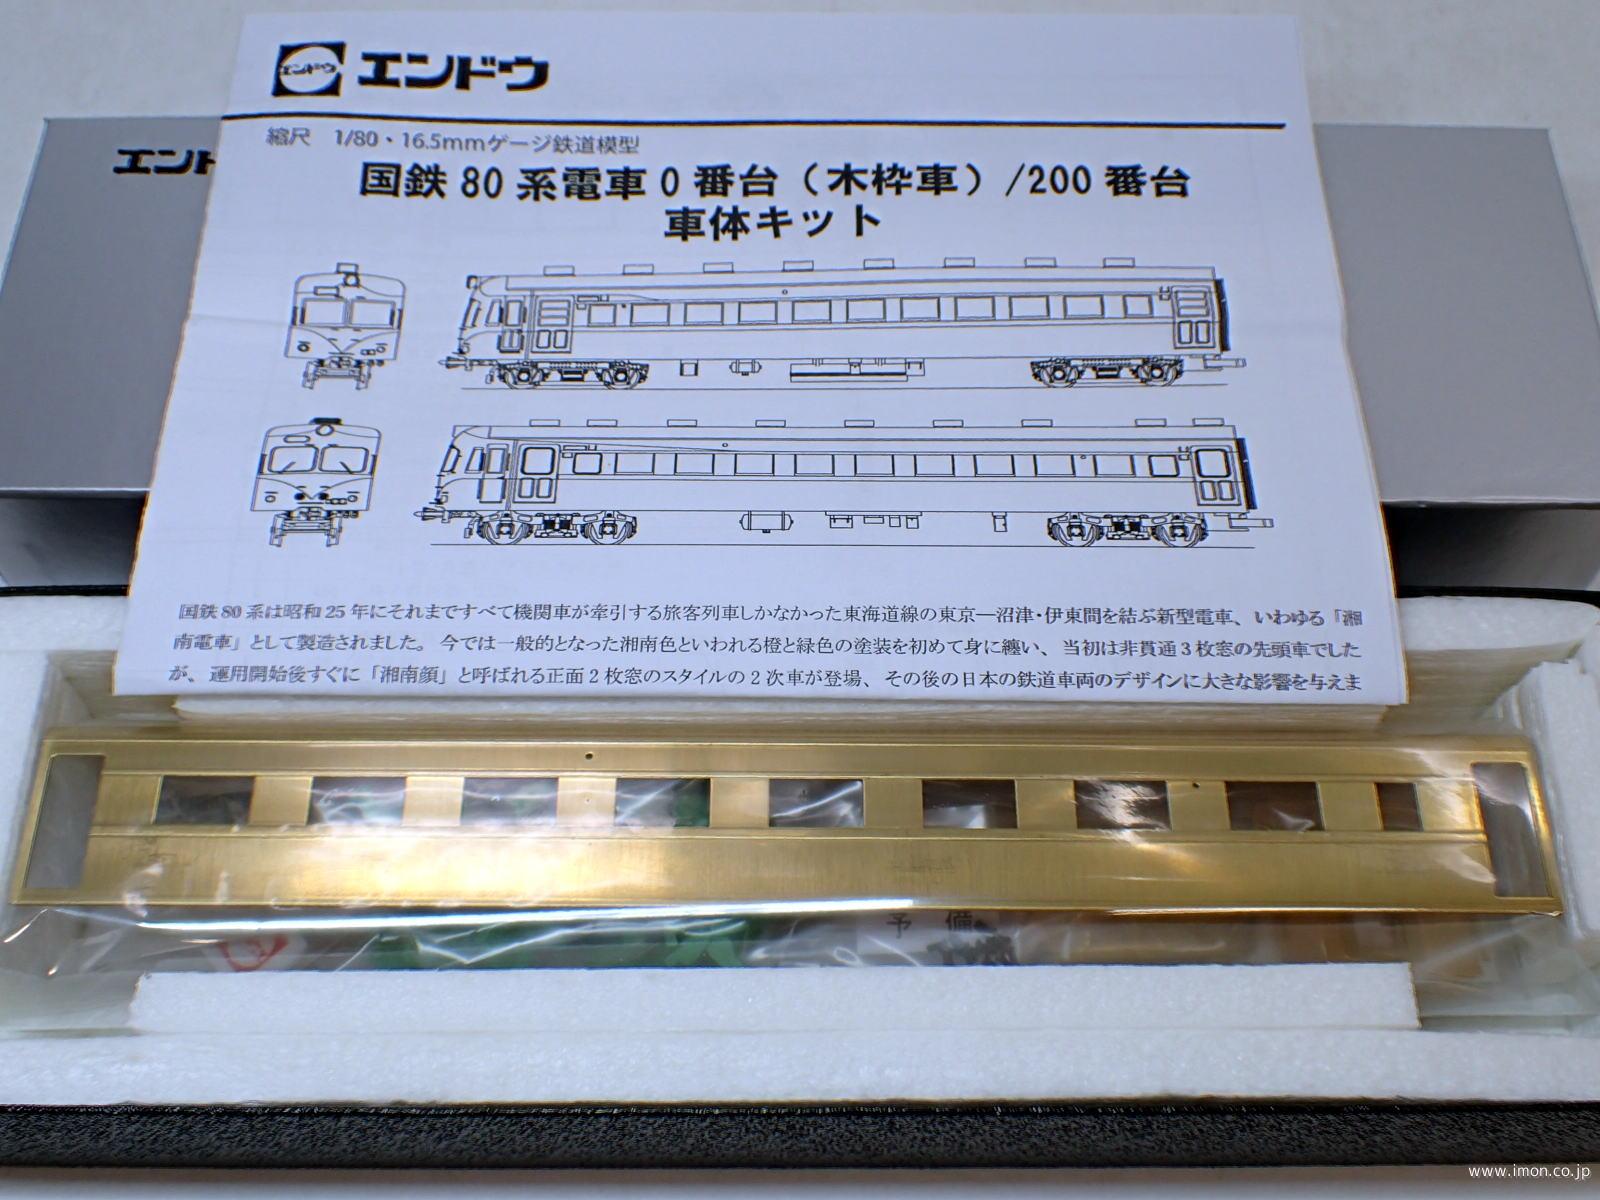 エンドウ
エンドウ
縮尺　1/80・16.5mmゲージ鉄道模型
国鉄 80 系電車 0 番台（木枠車）/200 番台
車体キット
国鉄 80 系は昭和 25 年にそれまですべて機関車が牽引する旅客列車しかなかった東海道線の東京―沼津・伊東間を結ぶ新型電車、いわゆる「湘
南電車」として製造されました。今では一般的となった湘南色といわれる橙と緑色の塗装を初めて身に纏い、当初は非貫通 3 枚窓の先頭車でした
が、運用開始後すぐに「湘南顔」と呼ばれる正面 2 枚窓のスタイルの 2 次車が登場、その後の日本の鉄道車両のデザインに大きな影響を与えま
エンド
予備
www.imon.co.jp